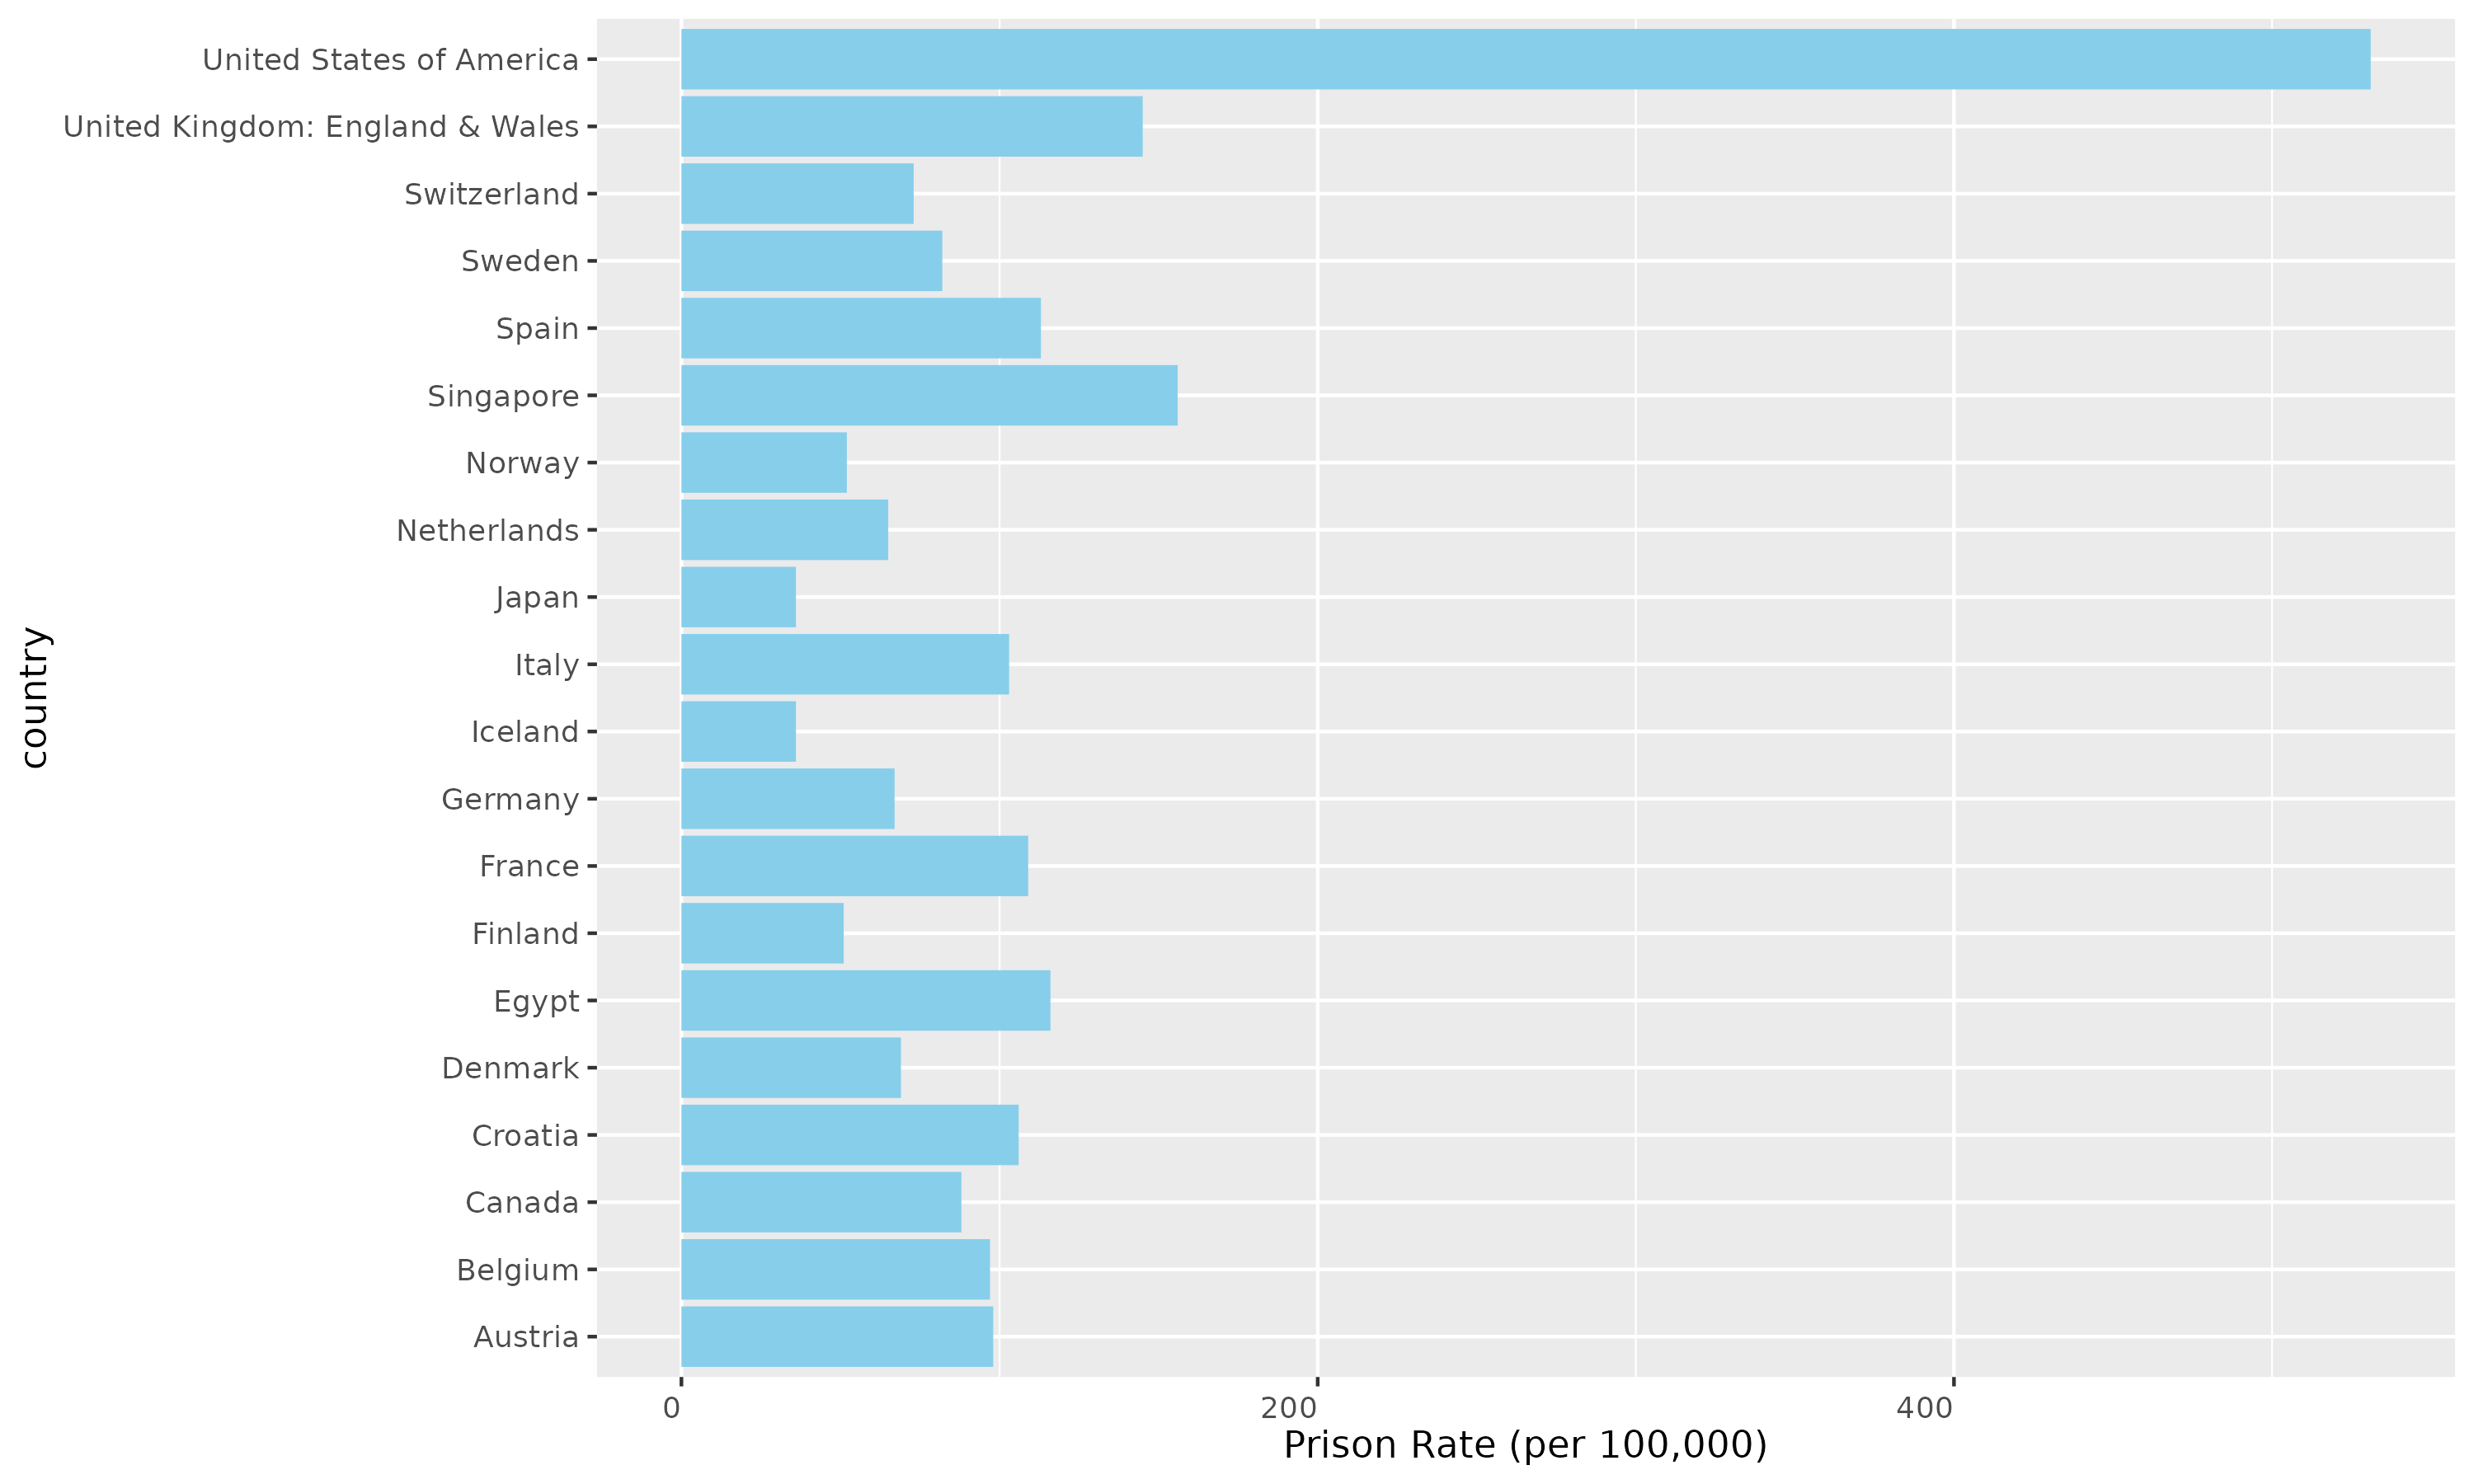 United States of America
United Kingdom: England & Wales
Switzerland
Sweden
Spain
Singapore
Norway
Netherlands
Japan
Italy
Iceland
Germany
France
Finland
Egypt
Denmark
Croatia
Canada
Belgium
Austria
country
0 200 400
Prison Rate (per 100,000)